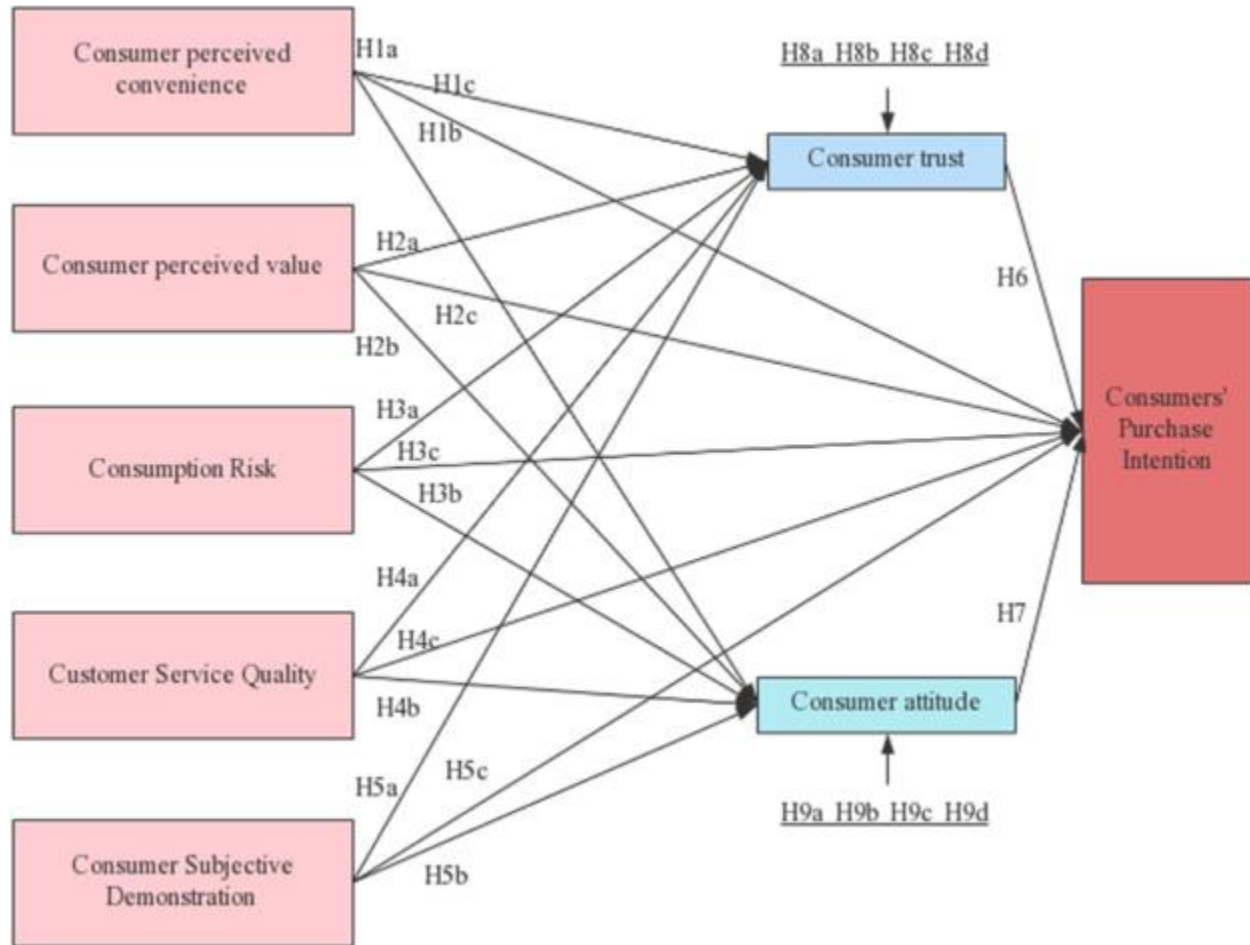 Consumer perceived
convenience
H1a
H1c
H1b
H8a H8b H8c H8d
Consumer trust
Consumer perceived value
H2a
H2c
H2b
H6
Consumers'
Purchase
Intention
Consumption Risk
H3a
H3c
H3b
Customer Service Quality
H4a
H4c
H4b
H7
Consumer attitude
H9a H9b H9c H9d
Consumer Subjective
Demonstration
H5a
H5c
H5b